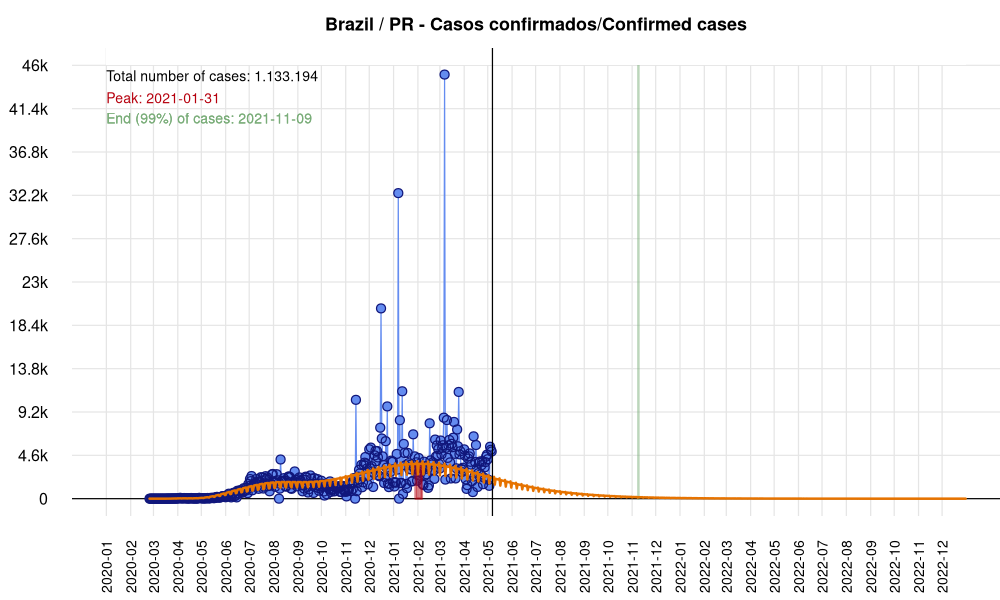 Brazil / PR - Casos confirmados/Confirmed cases
Total number of cases: 1.133.194
Peak: 2021-01-31
End (99%) of cases: 2021-11-09
46k
41.4k
36.8k
32.2k
27.6k
23k
18.4k
13.8k
9.2k
4.6k
0
2020-01
2020-02
2020-03
2020-04
2020-05
2020-06
2020-07
2020-08
2020-09
2020-10
2020-11
2020-12
2021-01
2021-02
2021-03
2021-04
2021-05
2021-06
2021-07
2021-08
2021-09
2021-10
2021-11
2021-12
2022-01
2022-02
2022-03
2022-04
2022-05
2022-06
2022-07
2022-08
2022-09
2022-10
2022-11
2022-12